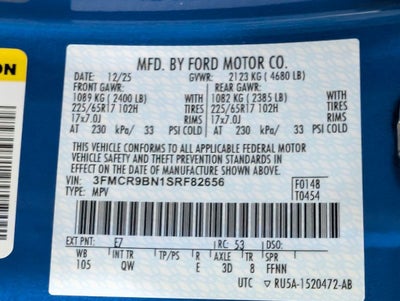 ON
MFD. BY FORD MOTOR CO.
DATE: 12/25 GVWR: 2123 KG ( 4680 LB)
FRONT GAWR: REAR GAWR:
1089 KG ( 2400 LB) 1082 KG ( 2385 LB)
225/65R17 102H 225/65R17 102H
17x7.0J 17x7.0J
AT 230 kPa/ 33 PSI COLD AT 230 kPa/ 33 PSI COLD
THIS VEHICLE CONFORMS TO ALL APPLICABLE FEDERAL MOTOR
VEHICLE SAFETY AND THEFT PREVENTION STANDARDS IN
EFFECT ON THE DATE OF MANUFACTURE SHOWN ABOVE.
VIN: 3FMCR9BN1SRF82656 F0148
TYPE: MPV T0454
EXT PNT: E7 RC: 53 DSO:
WB INT TR TP/PS R AXLE TR SPR
105 QW E 3D 8 FFNN
UTC ▽ RU5A-1520472-AB